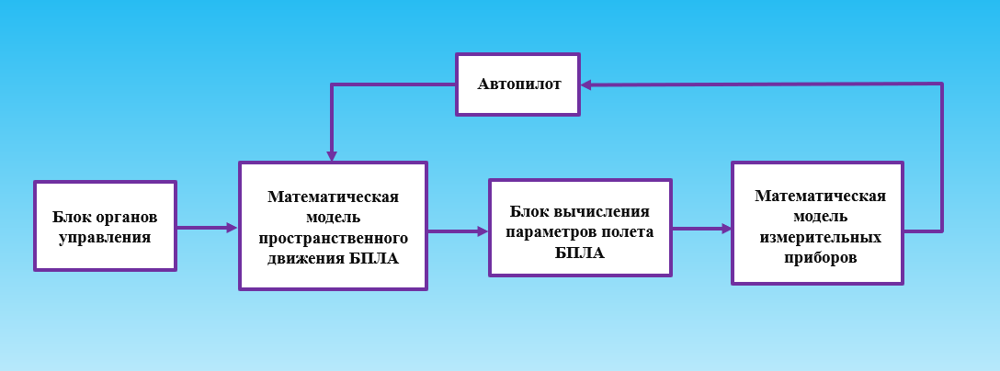 Автопилот
Блок органов
управления
Математическая
модель
пространственного
движения БПЛА
Блок вычисления
параметров полета
БПЛА
Математическая
модель
измерительных
приборов